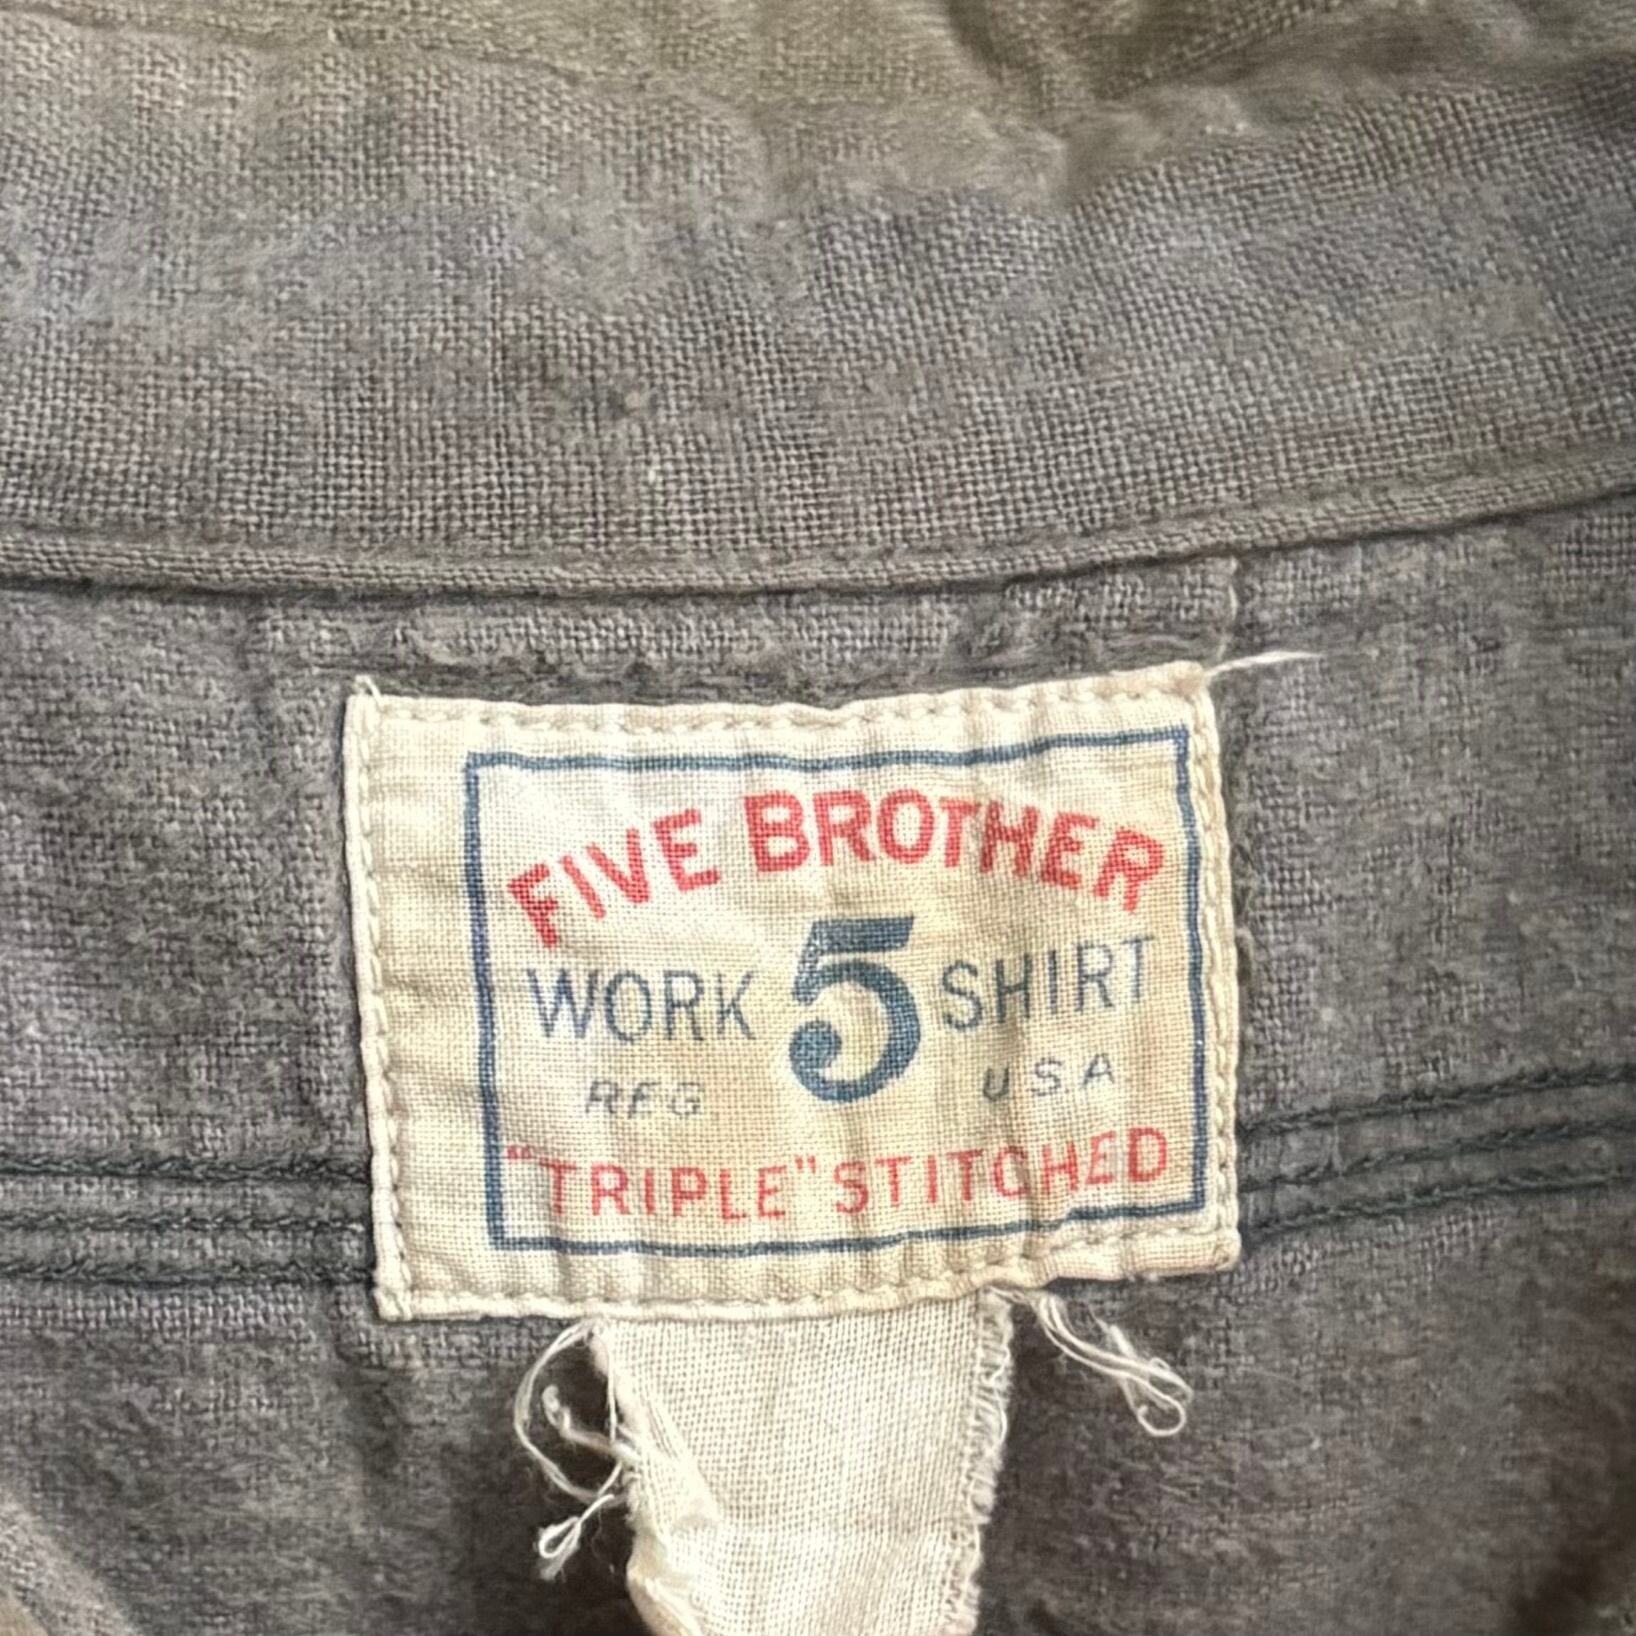 FIVE BROTHER
WORK 5 SHIRT
REG U.S.A
"TRIPLE" STITCHED